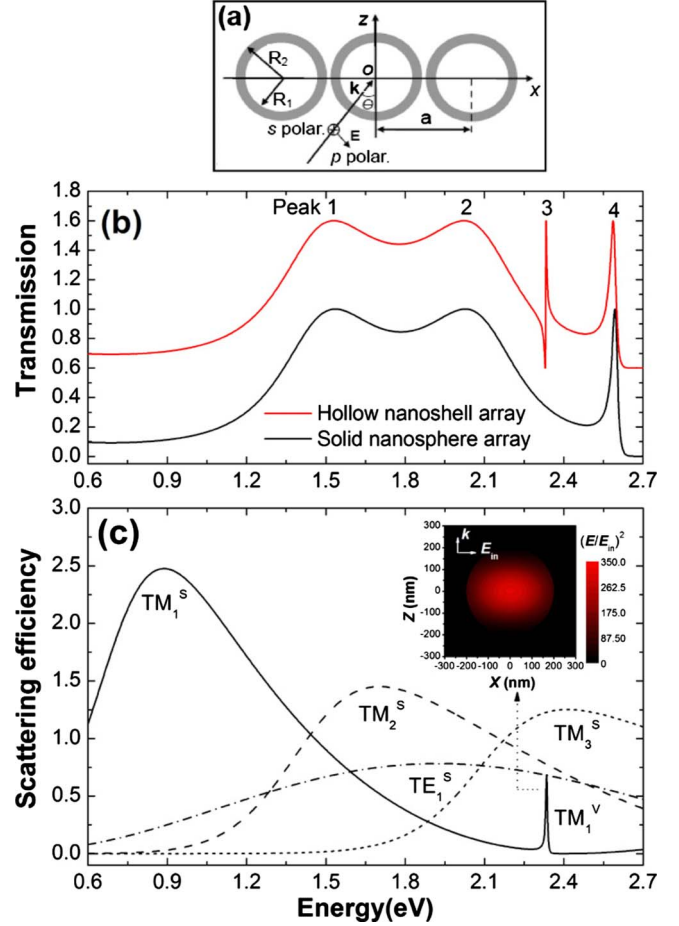 (a)
z
R₂
R₁
O
x
k
Θ
a
s polar.
E
p polar.
(b)
Peak 1
2
3
4
Transmission
1.8
1.6
1.4
1.2
1.0
0.8
0.6
0.4
0.2
0.0
Hollow nanoshell array
Solid nanosphere array
0.6 0.9 1.2 1.5 1.8 2.1 2.4 2.7
(c)
Scattering efficiency
3.0
2.5
2.0
1.5
1.0
0.5
0.0
TM₁ˢ
TM₂ˢ
TM₃ˢ
TE₁ˢ
TM₁ⱽ
k
E_in
(E/E_in)²
350.0
262.5
175.0
87.50
0
Z (nm)
300
200
100
0
-100
-200
-300
-300 -200 -100 0 100 200 300
X (nm)
0.6 0.9 1.2 1.5 1.8 2.1 2.4 2.7
Energy(eV)